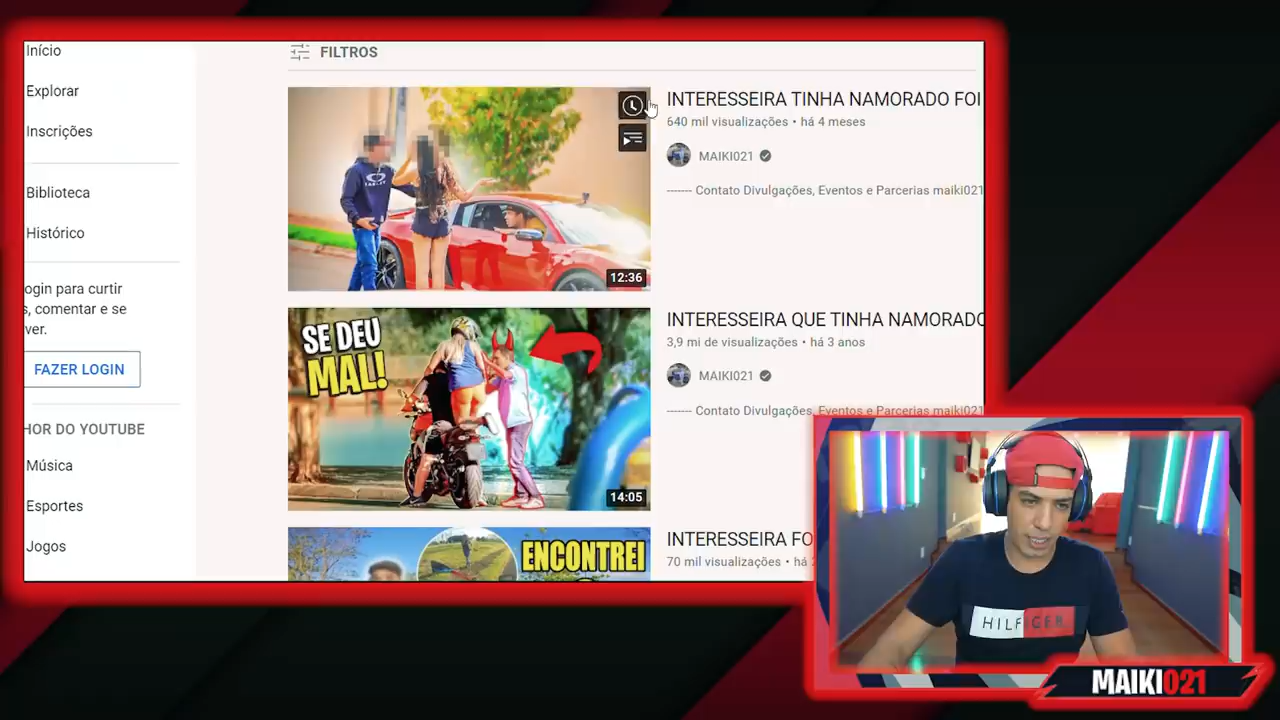 Início
Explorar
Inscrições
Biblioteca
Histórico
ogin para curtir
s, comentar e se
ver.
FAZER LOGIN
HOR DO YOUTUBE
Música
Esportes
Jogos
FILTROS
INTERESSEIRA TINHA NAMORADO FOI
640 mil visualizações • há 4 meses
MAIKI021
------- Contato Divulgações, Eventos e Parcerias maiki021
12:36
SE DEU
MAL!
14:05
INTERESSEIRA QUE TINHA NAMORADO
3,9 mi de visualizações • há 3 anos
MAIKI021
------- Contato Divulgações, Eventos e Parcerias maiki021
ENCONTREI
INTERESSEIRA FO
70 mil visualizações • há
HILFIGER
MAIKI021